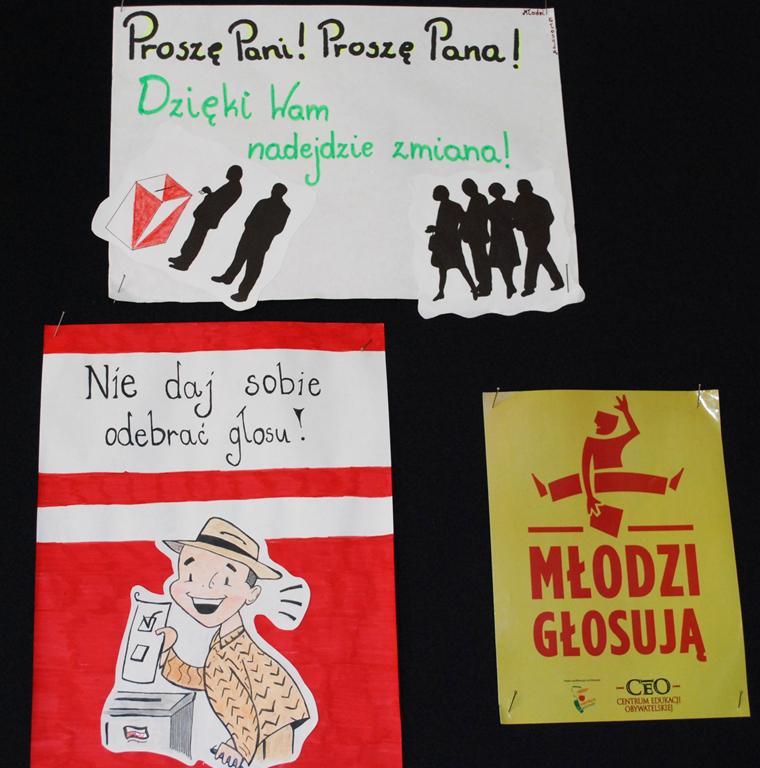 Proszę Pani! Proszę Pana!
Młodzi
Dzięki Wam
nadejdzie zmiana!
Nie daj sobie
odebrać głosu!
MŁODZI
GŁOSUJĄ
CEO
CENTRUM EDUKACJI
OBYWATELSKIEJ